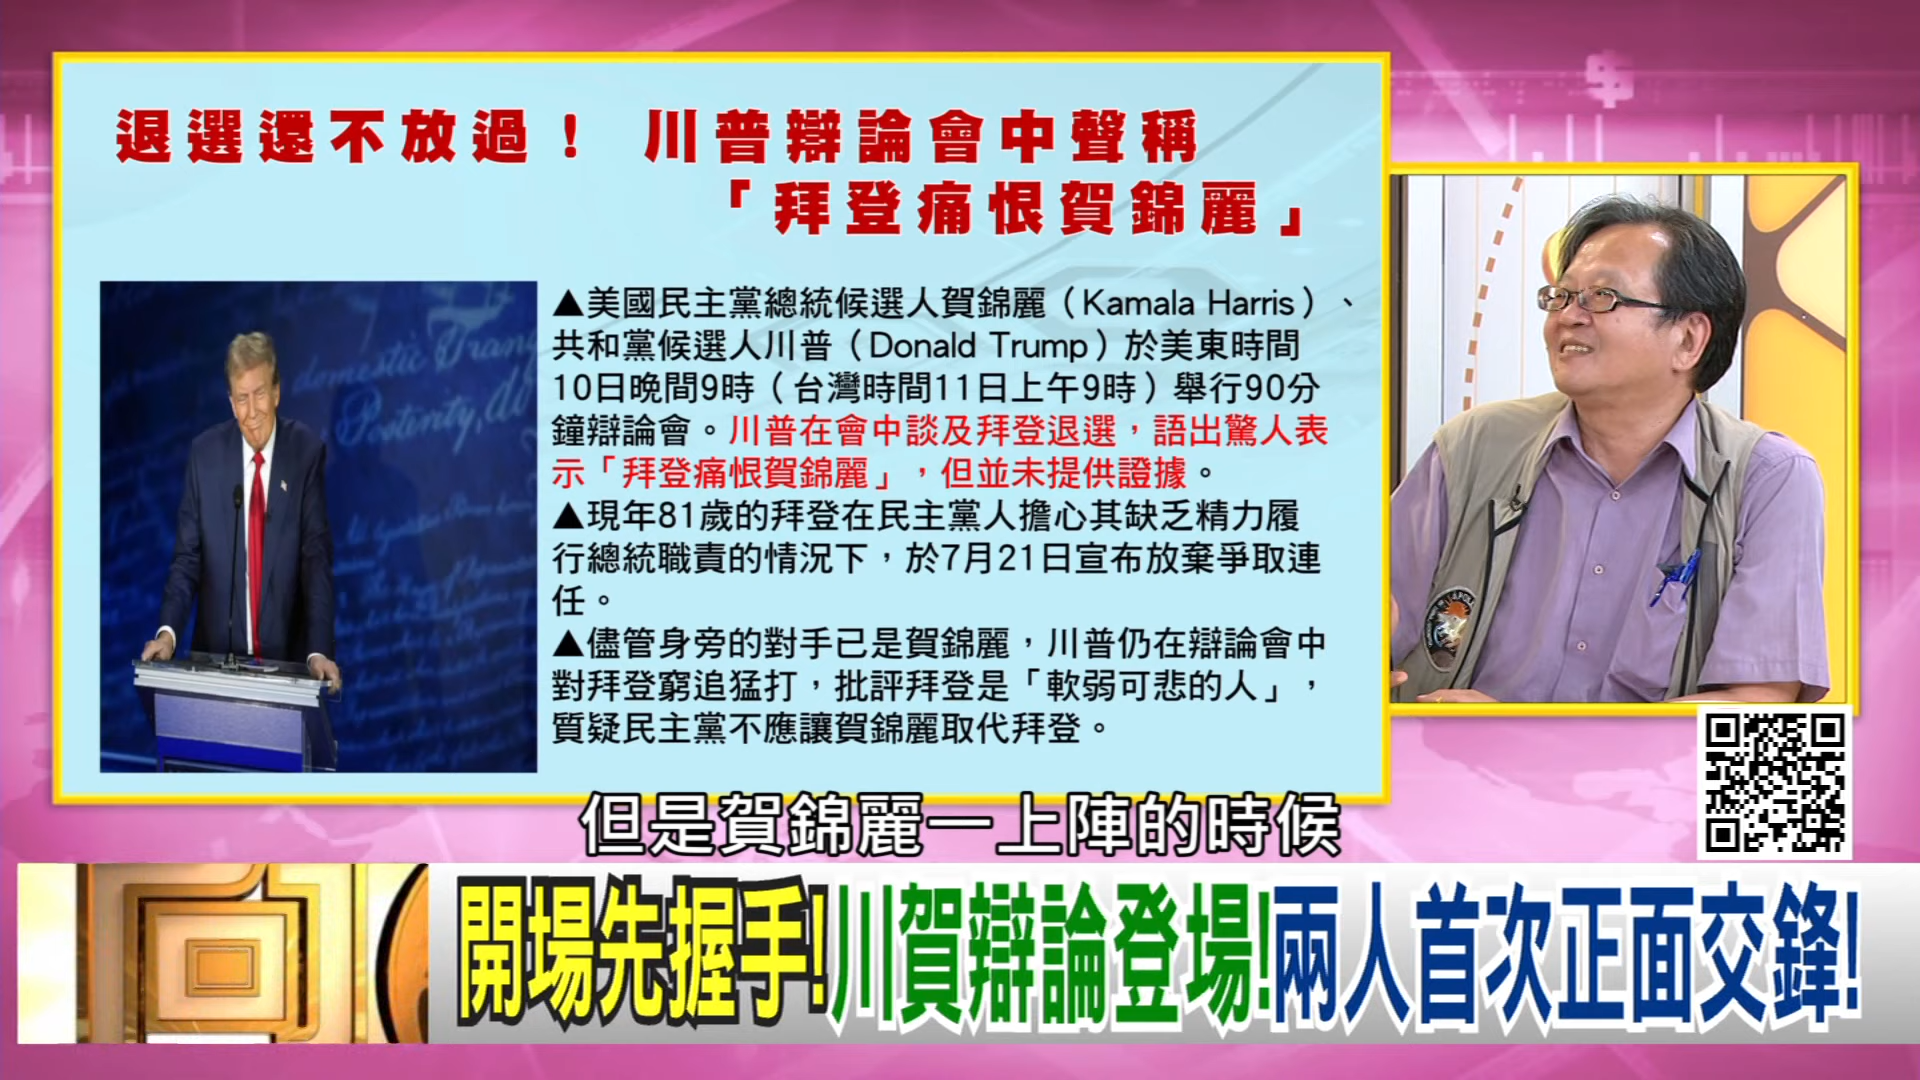 退選還不放過！ 川普辯論會中聲稱
「拜登痛恨賀錦麗」
▲美國民主黨總統候選人賀錦麗（Kamala Harris）、
共和黨候選人川普（Donald Trump）於美東時間
10日晚間9時（台灣時間11日上午9時）舉行90分
鐘辯論會。川普在會中談及拜登退選，語出驚人表
示「拜登痛恨賀錦麗」，但並未提供證據。
▲現年81歲的拜登在民主黨人擔心其缺乏精力履
行總統職責的情況下，於7月21日宣布放棄爭取連
任。
▲儘管身旁的對手已是賀錦麗，川普仍在辯論會中
對拜登窮追猛打，批評拜登是「軟弱可悲的人」，
質疑民主黨不應讓賀錦麗取代拜登。
domestic Tran
Posterity,
但是賀錦麗一上陣的時候
開場先握手!川賀辯論登場!兩人首次正面交鋒!